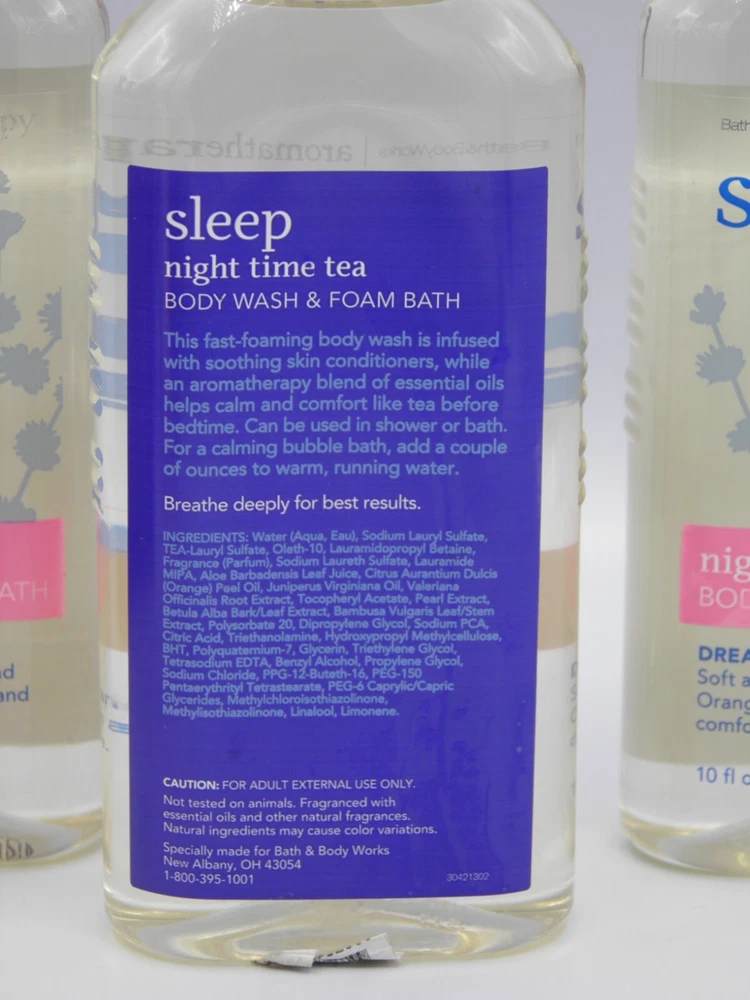 aromathera
Bath & Body Works
sleep
night time tea
BODY WASH & FOAM BATH
This fast-foaming body wash is infused
with soothing skin conditioners, while
an aromatherapy blend of essential oils
helps calm and comfort like tea before
bedtime. Can be used in shower or bath.
For a calming bubble bath, add a couple
of ounces to warm, running water.
Breathe deeply for best results.
INGREDIENTS: Water (Aqua, Eau), Sodium Lauryl Sulfate,
TEA-Lauryl Sulfate, Oleth-10, Lauramidopropyl Betaine,
Fragrance (Parfum), Sodium Laureth Sulfate, Lauramide
MIPA, Aloe Barbadensis Leaf Juice, Citrus Aurantium Dulcis
(Orange) Peel Oil, Juniperus Virginiana Oil, Valeriana
Officinalis Root Extract, Tocopheryl Acetate, Pearl Extract,
Betula Alba Bark/Leaf Extract, Bambusa Vulgaris Leaf/Stem
Extract, Polysorbate 20, Dipropylene Glycol, Sodium PCA,
Citric Acid, Triethanolamine, Hydroxypropyl Methylcellulose,
BHT, Polyquaternium-7, Glycerin, Triethylene Glycol,
Tetrasodium EDTA, Benzyl Alcohol, Propylene Glycol,
Sodium Chloride, PPG-12-Buteth-16, PEG-150
Pentaerythrityl Tetrastearate, PEG-6 Caprylic/Capric
Glycerides, Methylchloroisothiazolinone,
Methylisothiazolinone, Linalool, Limonene.
CAUTION: FOR ADULT EXTERNAL USE ONLY.
Not tested on animals. Fragranced with
essential oils and other natural fragrances.
Natural ingredients may cause color variations.
Specially made for Bath & Body Works
New Albany, OH 43054
1-800-395-1001
30421302
ATH
nd
and
Bath
s
nig
BOD
DREA
Soft a
Orang
comfo
10 fl o